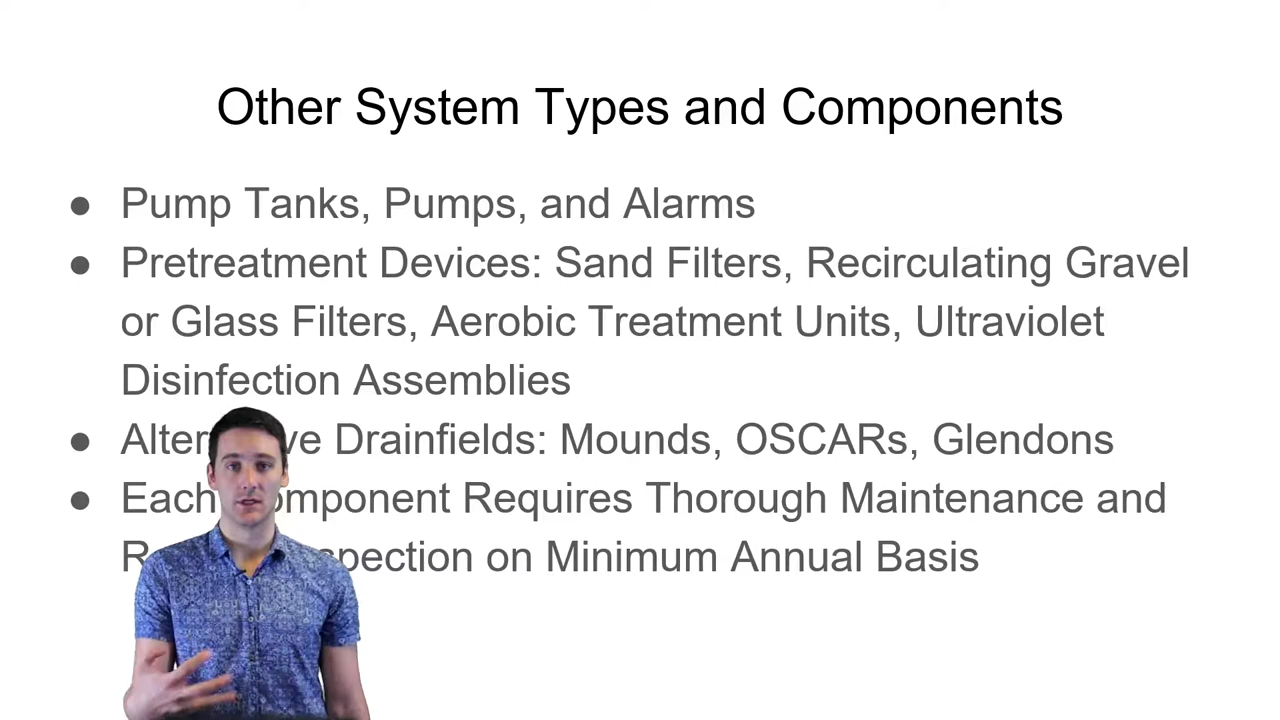 Other System Types and Components
● Pump Tanks, Pumps, and Alarms
● Pretreatment Devices: Sand Filters, Recirculating Gravel
or Glass Filters, Aerobic Treatment Units, Ultraviolet
Disinfection Assemblies
● Drainfields: Mounds, OSCARs, Glendons
● Each Component Requires Thorough Maintenance and
on Minimum Annual Basis